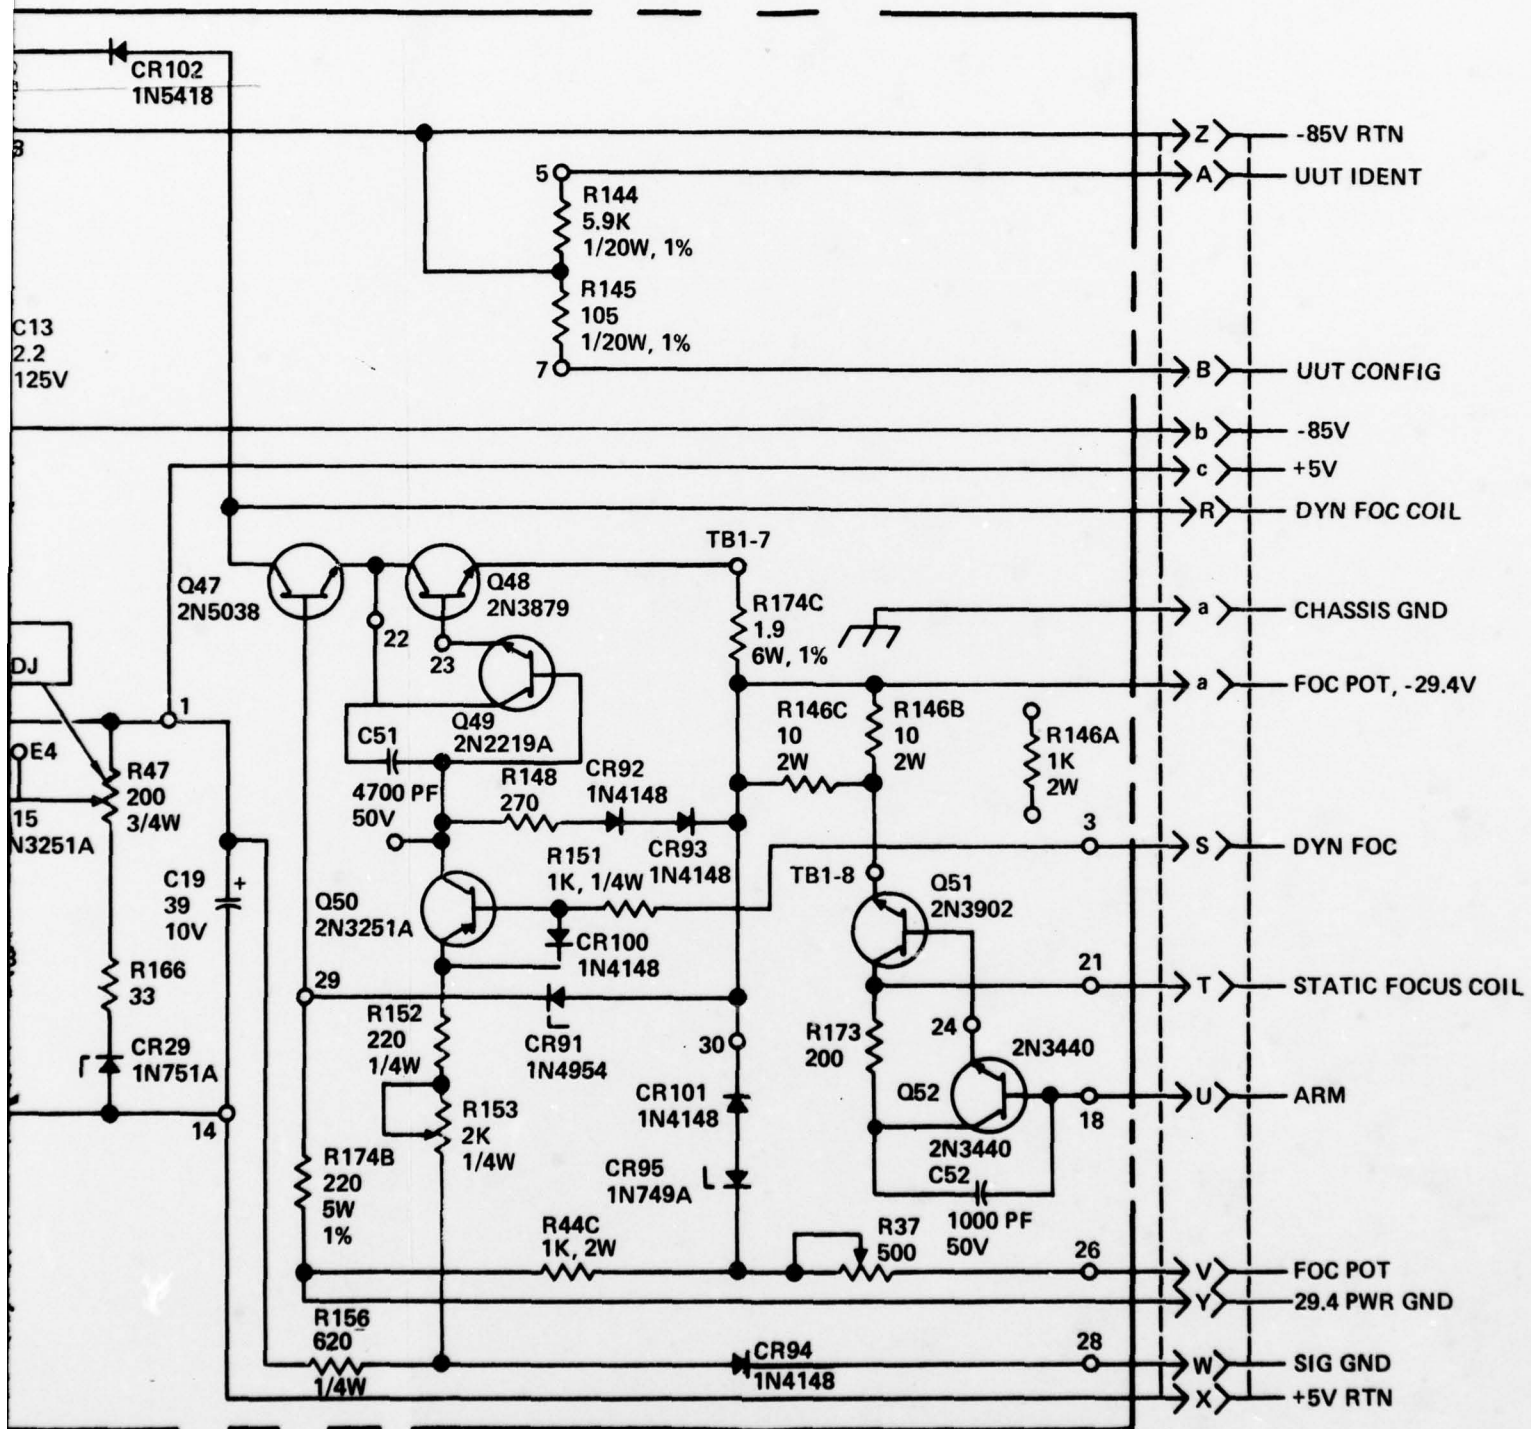 CR102
1N5418
Z
-85V RTN
5
A
UUT IDENT
R144
5.9K
1/20W, 1%
R145
105
1/20W, 1%
C13
2.2
125V
7
B
UUT CONFIG
b
-85V
c
+5V
R
DYN FOC COIL
TB1-7
Q47
2N5038
Q48
2N3879
R174C
1.9
6W, 1%
a
CHASSIS GND
22
23
DJ
a
FOC POT, -29.4V
1
C51
Q49
2N2219A
R146C
10
2W
R146B
10
2W
R146A
1K
2W
E4
R47
200
3/4W
4700 PF
50V
R148
270
CR92
1N4148
15
N3251A
CR93
1N4148
3
S
DYN FOC
R151
1K, 1/4W
TB1-8
Q51
2N3902
C19
+
39
10V
Q50
2N3251A
CR100
1N4148
R166
33
29
21
T
STATIC FOCUS COIL
R152
220
1/4W
CR91
1N4954
30
R173
200
24
2N3440
CR29
1N751A
CR101
1N4148
Q52
U
ARM
18
14
R153
2K
1/4W
2N3440
C52
R174B
220
5W
1%
CR95
1N749A
R44C
1K, 2W
R37
500
1000 PF
50V
26
V
FOC POT
Y
29.4 PWR GND
R156
620
1/4W
CR94
1N4148
28
W
SIG GND
X
+5V RTN